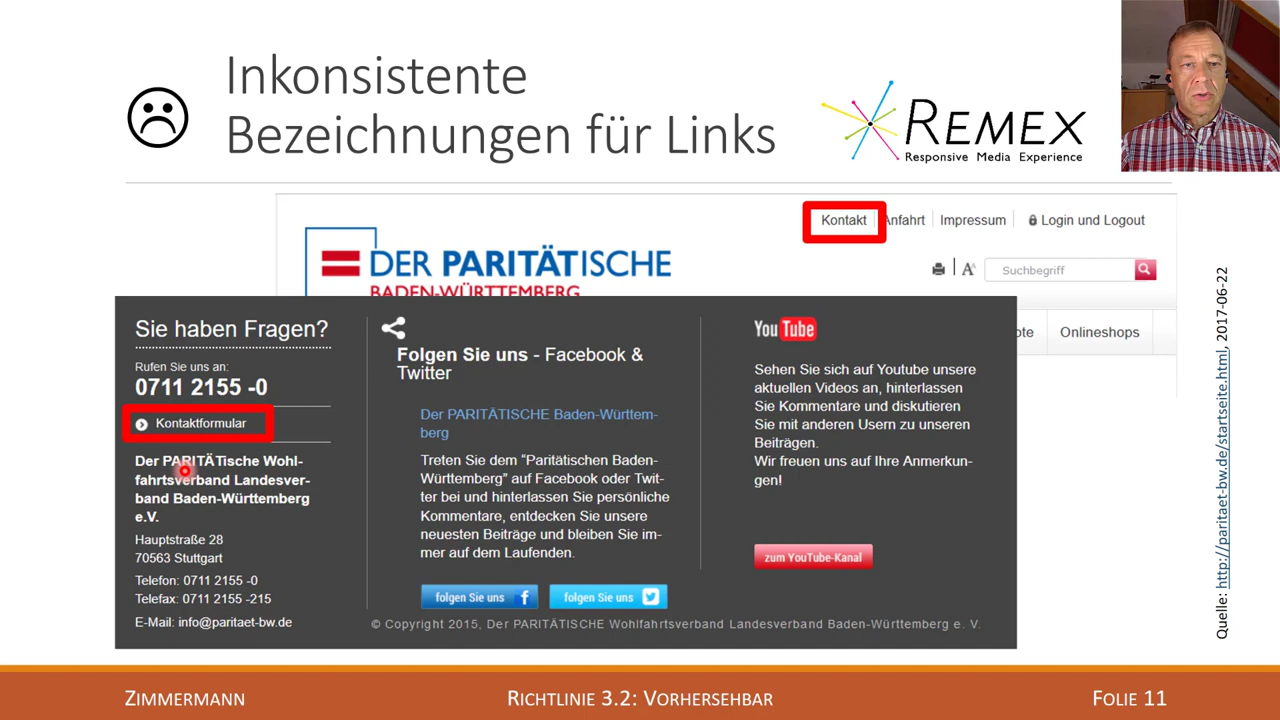 Inkonsistente
Bezeichnungen für Links
REMEX
Responsive Media Experience
Kontakt
Anfahrt
Impressum
Login und Logout
DER PARITÄTISCHE
BADEN-WÜRTTEMBERG
Suchbegriff
Onlineshops
Sie haben Fragen?
Rufen Sie uns an:
0711 2155 -0
Kontaktformular
Der PARITÄTische Wohl-
fahrtsverband Landesver-
band Baden-Württemberg
e.V.
Hauptstraße 28
70563 Stuttgart
Telefon: 0711 2155 -0
Telefax: 0711 2155 -215
E-Mail: info@paritaet-bw.de
Folgen Sie uns - Facebook &
Twitter
Der PARITÄTISCHE Baden-Württem-
berg
Treten Sie dem "Paritätischen Baden-
Württemberg" auf Facebook oder Twit-
ter bei und hinterlassen Sie persönliche
Kommentare, entdecken Sie unsere
neuesten Beiträge und bleiben Sie im-
mer auf dem Laufenden.
folgen Sie uns
folgen Sie uns
YouTube
Sehen Sie sich auf Youtube unsere
aktuellen Videos an, hinterlassen
Sie Kommentare und diskutieren
Sie mit anderen Usern zu unseren
Beiträgen.
Wir freuen uns auf Ihre Anmerkun-
gen!
zum YouTube-Kanal
© Copyright 2015, Der PARITÄTISCHE Wohlfahrtsverband Landesverband Baden-Württemberg e. V.
Quelle: http://paritaet-bw.de/startseite.html, 2017-06-22
ZIMMERMANN
RICHTLINIE 3.2: VORHERSEHBAR
FOLIE 11